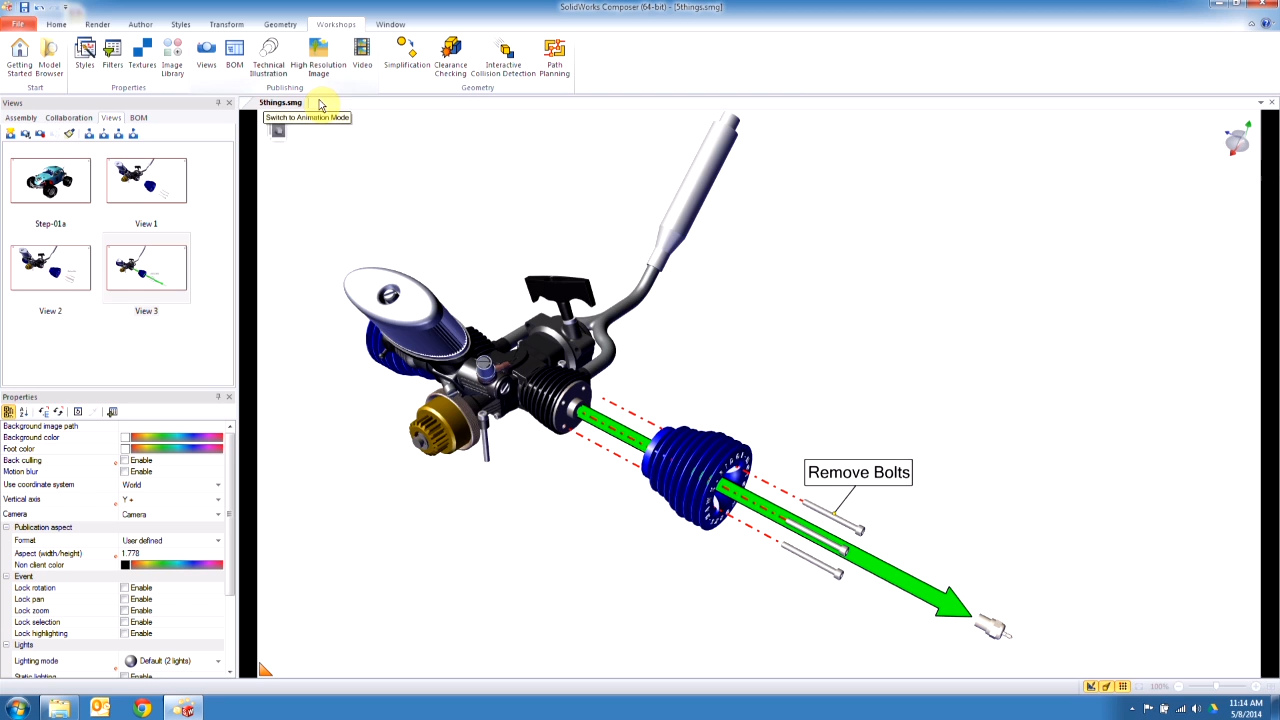 SolidWorks Composer (64-bit) - [5things.smg]
File Home Render Author Styles Transform Geometry Workshops Window
Getting Started Model Browser Styles Filters Textures Image Library Views BOM Technical Illustration High Resolution Image Video Simplification Clearance Checking Interactive Collision Detection Path Planning
Start Properties Publishing Geometry
Views
5things.smg
Assembly Collaboration Views BOM
Switch to Animation Mode
Step-01a View 1
View 2 View 3
Properties
Background image path
Background color
Foot color
Back culling Enable
Motion blur Enable
Use coordinate system World
Vertical axis Y +
Camera Camera
Publication aspect
Format User defined
Aspect (width/height) 1.778
Non client color
Event
Lock rotation Enable
Lock pan Enable
Lock zoom Enable
Lock selection Enable
Lock highlighting Enable
Lights
Lighting mode Default (2 lights)
Static lighting Enable
Remove Bolts
100%
11:14 AM
5/8/2014